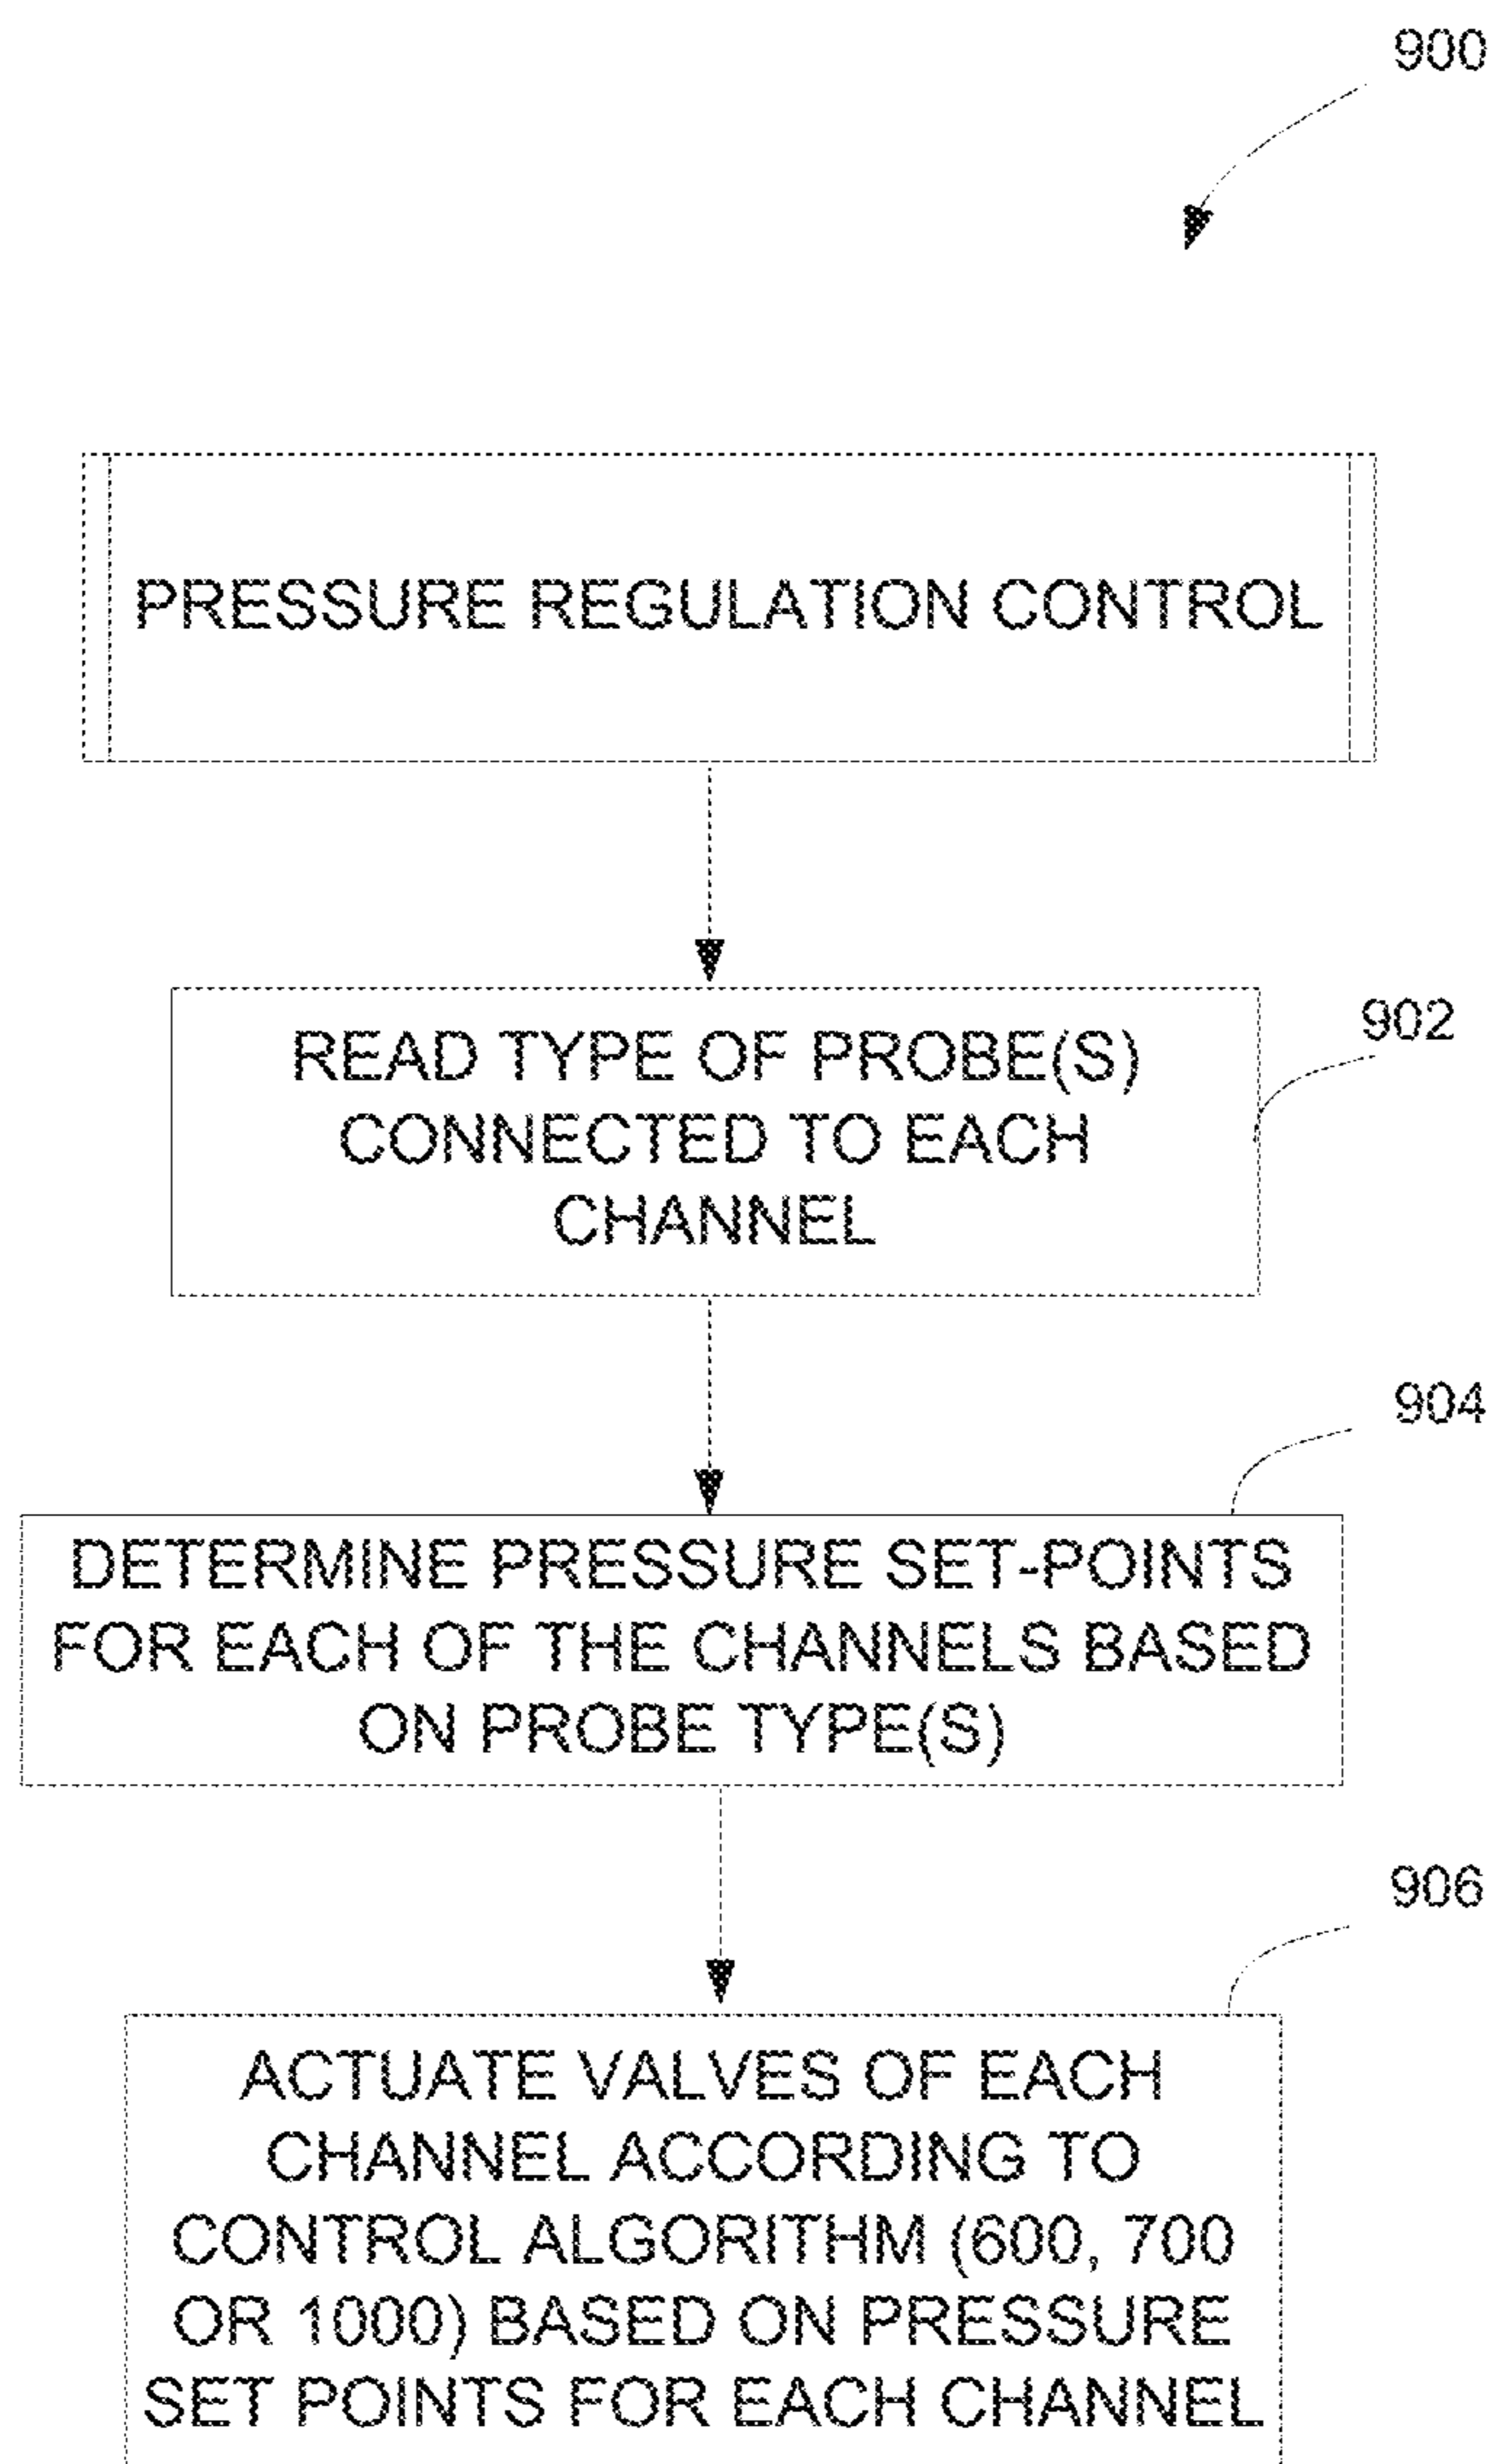 900
PRESSURE REGULATION CONTROL
READ TYPE OF PROBE(S)
CONNECTED TO EACH
CHANNEL
902
904
DETERMINE PRESSURE SET-POINTS
FOR EACH OF THE CHANNELS BASED
ON PROBE TYPE(S)
906
ACTUATE VALVES OF EACH
CHANNEL ACCORDING TO
CONTROL ALGORITHM (600, 700
OR 1000) BASED ON PRESSURE
SET POINTS FOR EACH CHANNEL